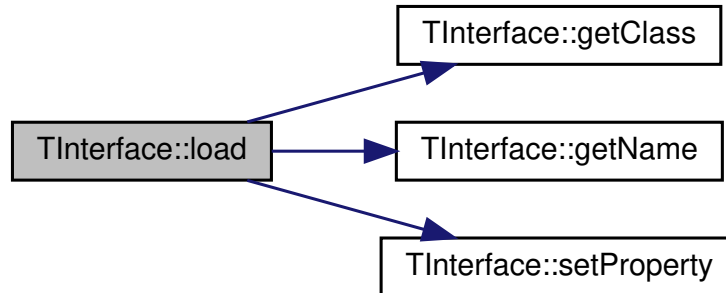 TInterface::getClass
TInterface::load
TInterface::getName
TInterface::setProperty